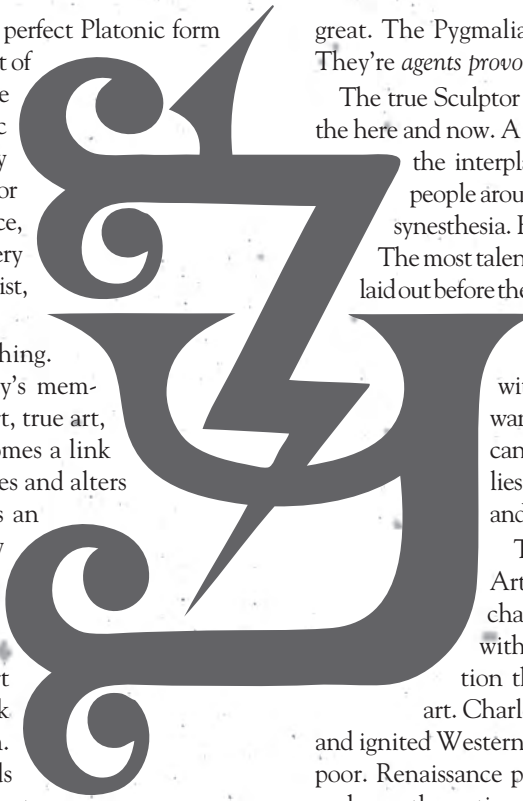 perfect Platonic form
t of
e
c
y
or
ce,
ery
ist,
hing.
y's mem-
t, true art,
omes a link
es and alters
s an
y
rt
k
.
ls
great. The Pygmalia
They're agents provo
The true Sculptor
the here and now. A
the interpl
people arou
synesthesia. E
The most talen
laid out before the
wi
war
can
lies
and
T
Art
cha
with
tion th
art. Charl
and ignited Western
poor. Renaissance p